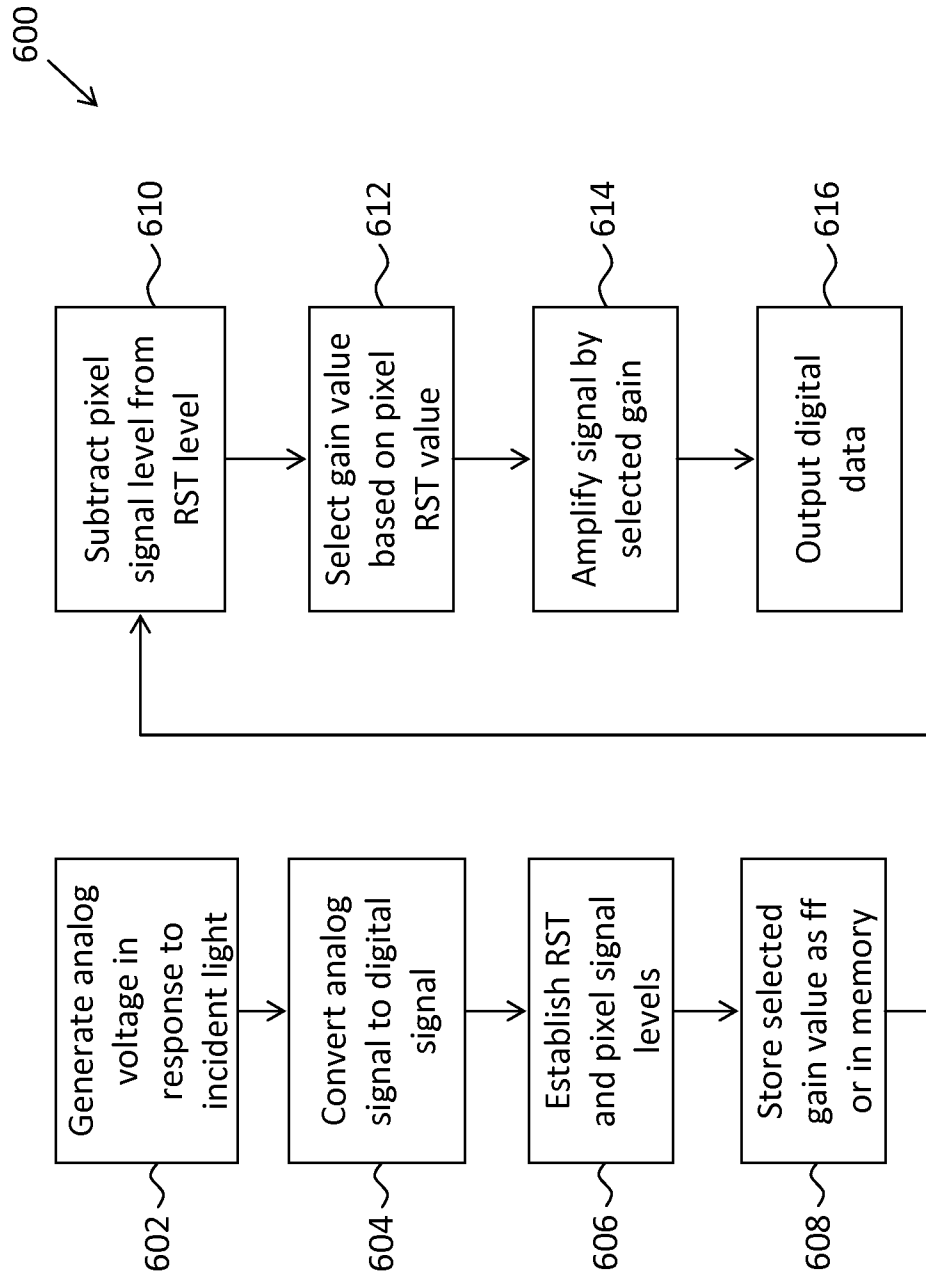 600
602
Generate analog
voltage in
response to
incident light
604
Convert analog
signal to digital
signal
606
Establish RST
and pixel signal
levels
608
Store selected
gain value as ff
or in memory
610
Subtract pixel
signal level from
RST level
612
Select gain value
based on pixel
RST value
614
Amplify signal by
selected gain
616
Output digital
data